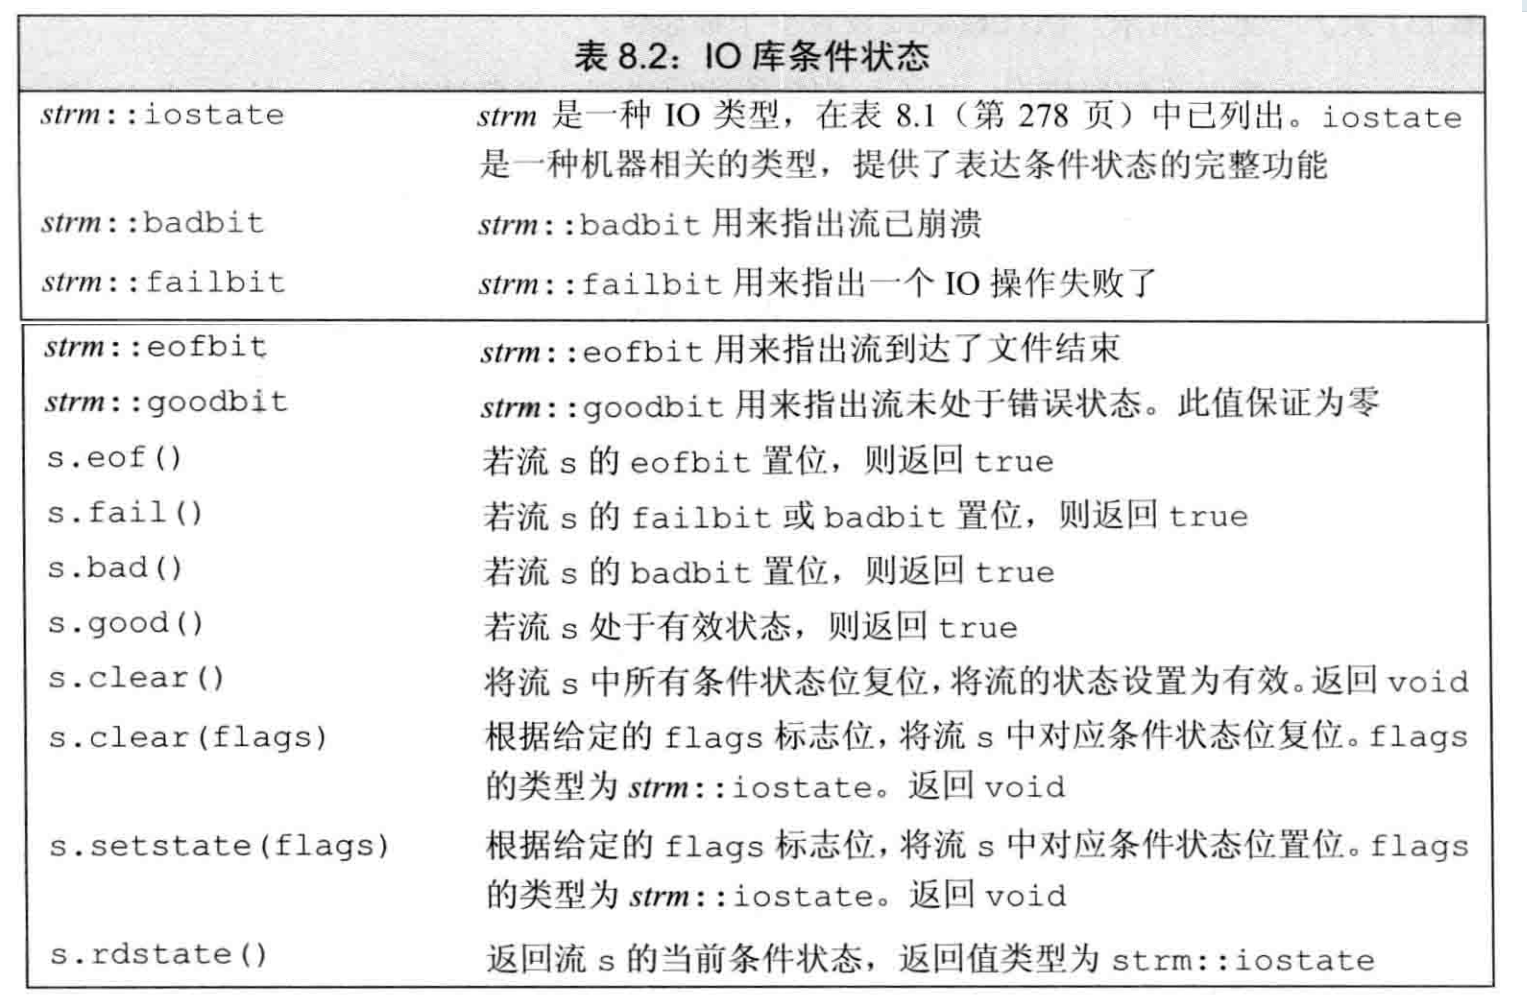 表 8.2：IO 库条件状态
strm::iostate strm 是一种 IO 类型，在表 8.1（第 278 页）中已列出。iostate
是一种机器相关的类型，提供了表达条件状态的完整功能
strm::badbit strm::badbit 用来指出流已崩溃
strm::failbit strm::failbit 用来指出一个 IO 操作失败了
strm::eofbit strm::eofbit 用来指出流到达了文件结束
strm::goodbit strm::goodbit 用来指出流未处于错误状态。此值保证为零
s.eof() 若流 s 的 eofbit 置位，则返回 true
s.fail() 若流 s 的 failbit 或 badbit 置位，则返回 true
s.bad() 若流 s 的 badbit 置位，则返回 true
s.good() 若流 s 处于有效状态，则返回 true
s.clear() 将流 s 中所有条件状态位复位，将流的状态设置为有效。返回 void
s.clear(flags) 根据给定的 flags 标志位，将流 s 中对应条件状态位复位。flags
的类型为 strm::iostate。返回 void
s.setstate(flags) 根据给定的 flags 标志位，将流 s 中对应条件状态位置位。flags
的类型为 strm::iostate。返回 void
s.rdstate() 返回流 s 的当前条件状态，返回值类型为 strm::iostate